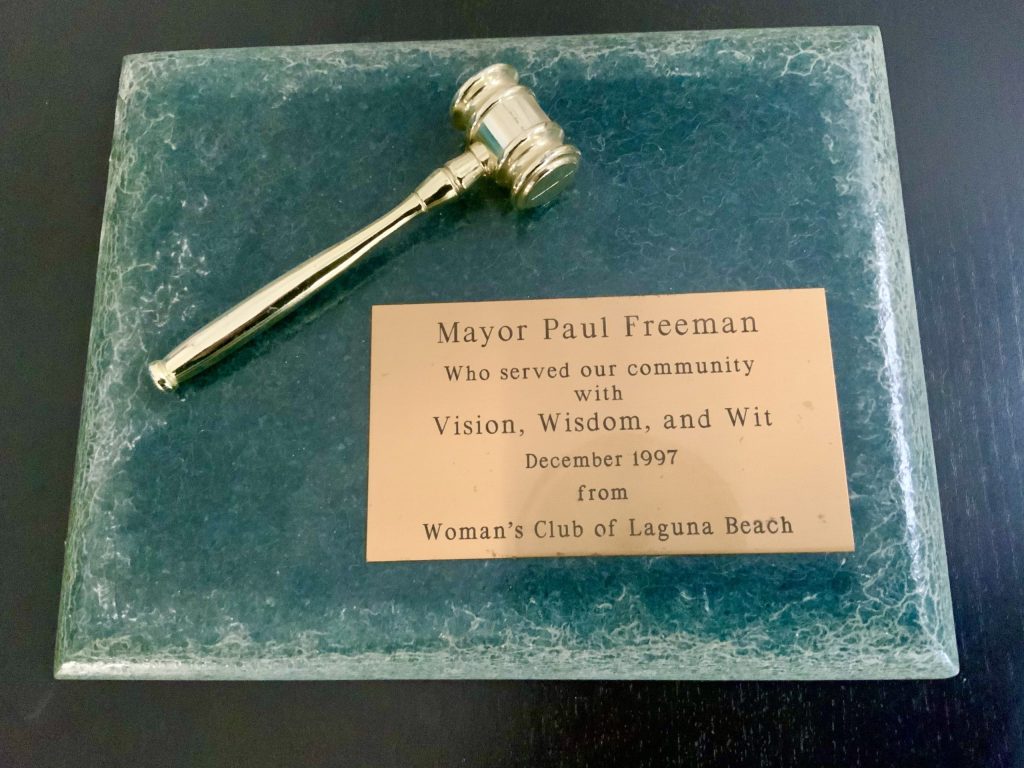 Mayor Paul Freeman
Who served our community
with
Vision, Wisdom, and Wit
December 1997
from
Woman's Club of Laguna Beach